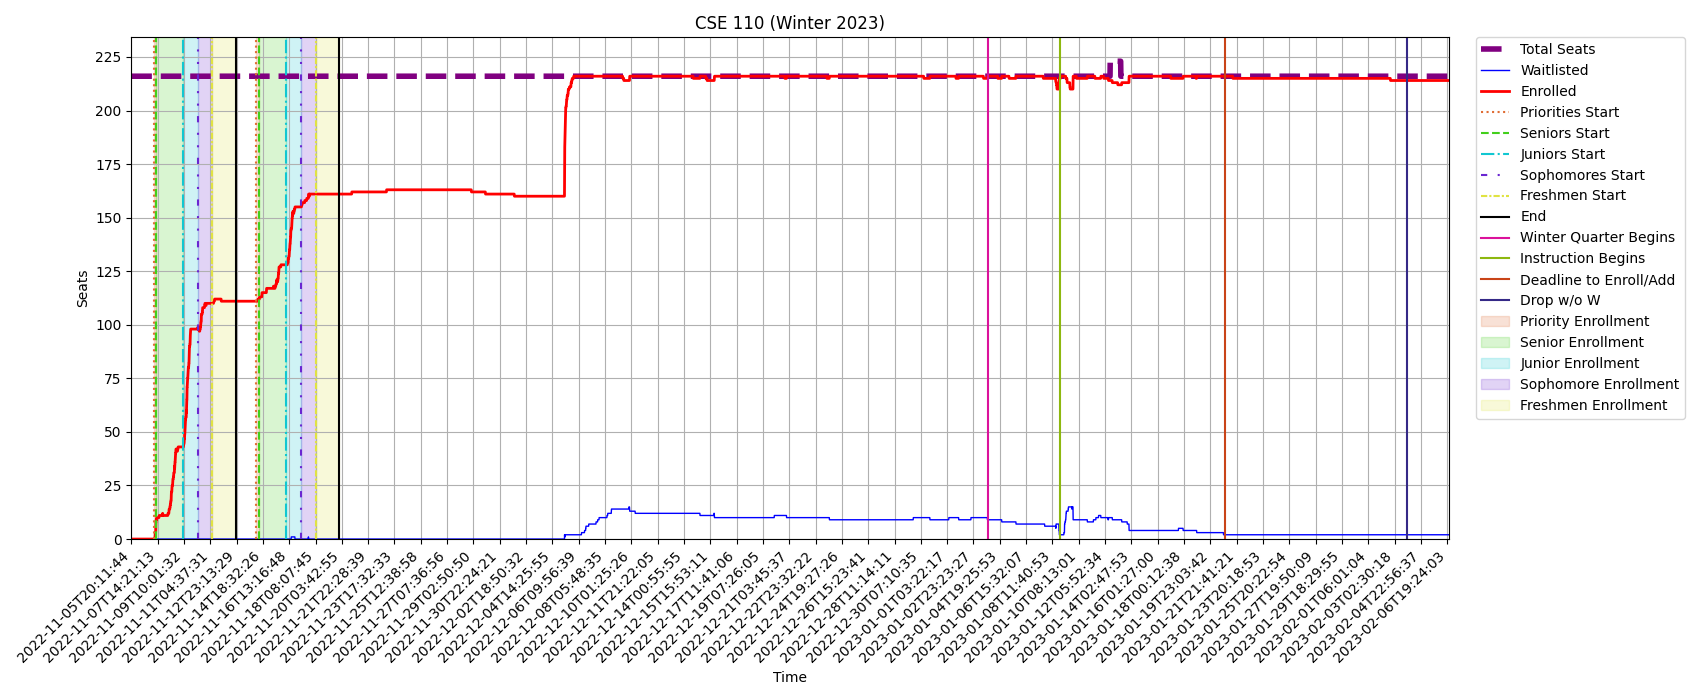 CSE 110 (Winter 2023)
Seats
225
200
175
150
125
100
75
50
25
0
2022-11-05T20:11:44
2022-11-07T14:21:13
2022-11-09T10:01:32
2022-11-11T04:37:31
2022-11-12T23:13:29
2022-11-14T18:32:26
2022-11-16T13:16:48
2022-11-18T08:07:45
2022-11-20T03:42:55
2022-11-21T22:28:39
2022-11-23T17:32:33
2022-11-25T12:38:58
2022-11-27T07:36:56
2022-11-29T02:50:50
2022-11-30T22:24:21
2022-12-02T18:50:32
2022-12-04T14:25:55
2022-12-06T09:56:39
2022-12-08T05:48:35
2022-12-10T01:25:26
2022-12-11T21:22:05
2022-12-14T00:55:55
2022-12-15T15:53:11
2022-12-17T11:41:06
2022-12-19T07:26:05
2022-12-21T03:45:37
2022-12-22T23:32:22
2022-12-24T19:27:26
2022-12-26T15:23:41
2022-12-28T11:14:11
2022-12-30T07:10:35
2023-01-01T03:22:17
2023-01-02T23:23:27
2023-01-04T19:25:53
2023-01-06T15:32:07
2023-01-08T11:40:53
2023-01-10T08:13:01
2023-01-12T05:52:34
2023-01-14T02:47:53
2023-01-16T01:27:00
2023-01-18T00:12:38
2023-01-19T23:03:42
2023-01-21T21:41:21
2023-01-23T20:18:53
2023-01-25T20:22:54
2023-01-27T19:50:09
2023-01-29T18:29:55
2023-02-01T06:01:04
2023-02-03T02:30:18
2023-02-04T22:56:37
2023-02-06T19:24:03
Time
Total Seats
Waitlisted
Enrolled
Priorities Start
Seniors Start
Juniors Start
Sophomores Start
Freshmen Start
End
Winter Quarter Begins
Instruction Begins
Deadline to Enroll/Add
Drop w/o W
Priority Enrollment
Senior Enrollment
Junior Enrollment
Sophomore Enrollment
Freshmen Enrollment